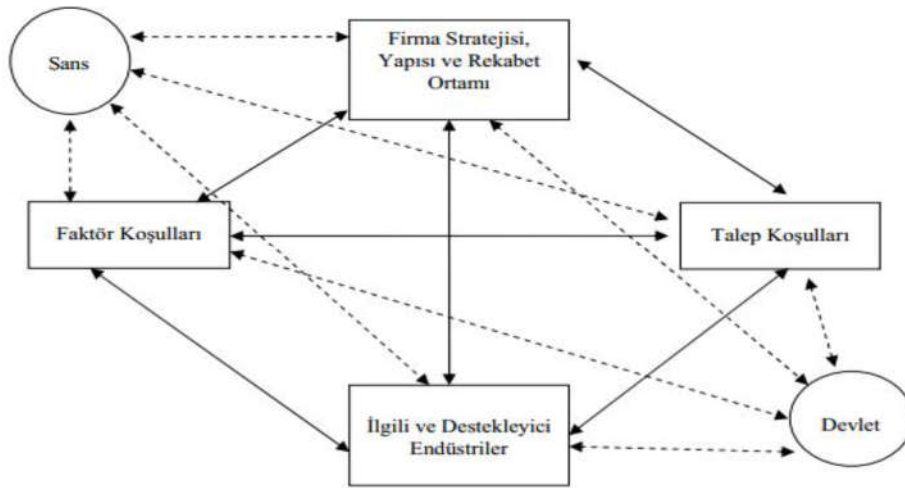 Sans
Firma Stratejisi,
Yapısı ve Rekabet
Ortamı
Faktör Koşulları
Talep Koşulları
İlgili ve Destekleyici
Endüstriler
Devlet